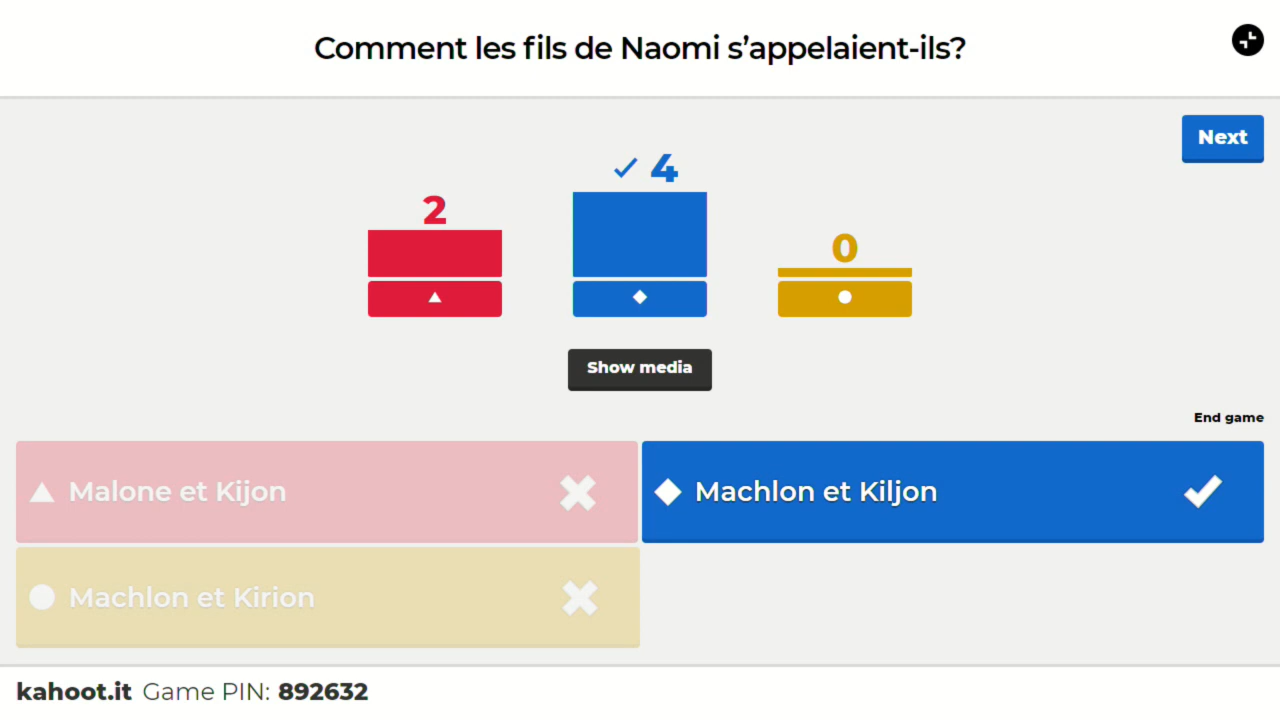 Comment les fils de Naomi s’appelaient-ils?
Next
2
4
0
Show media
End game
Malone et Kijon
Machlon et Kiljon
Machlon et Kirion
kahoot.it Game PIN: 892632